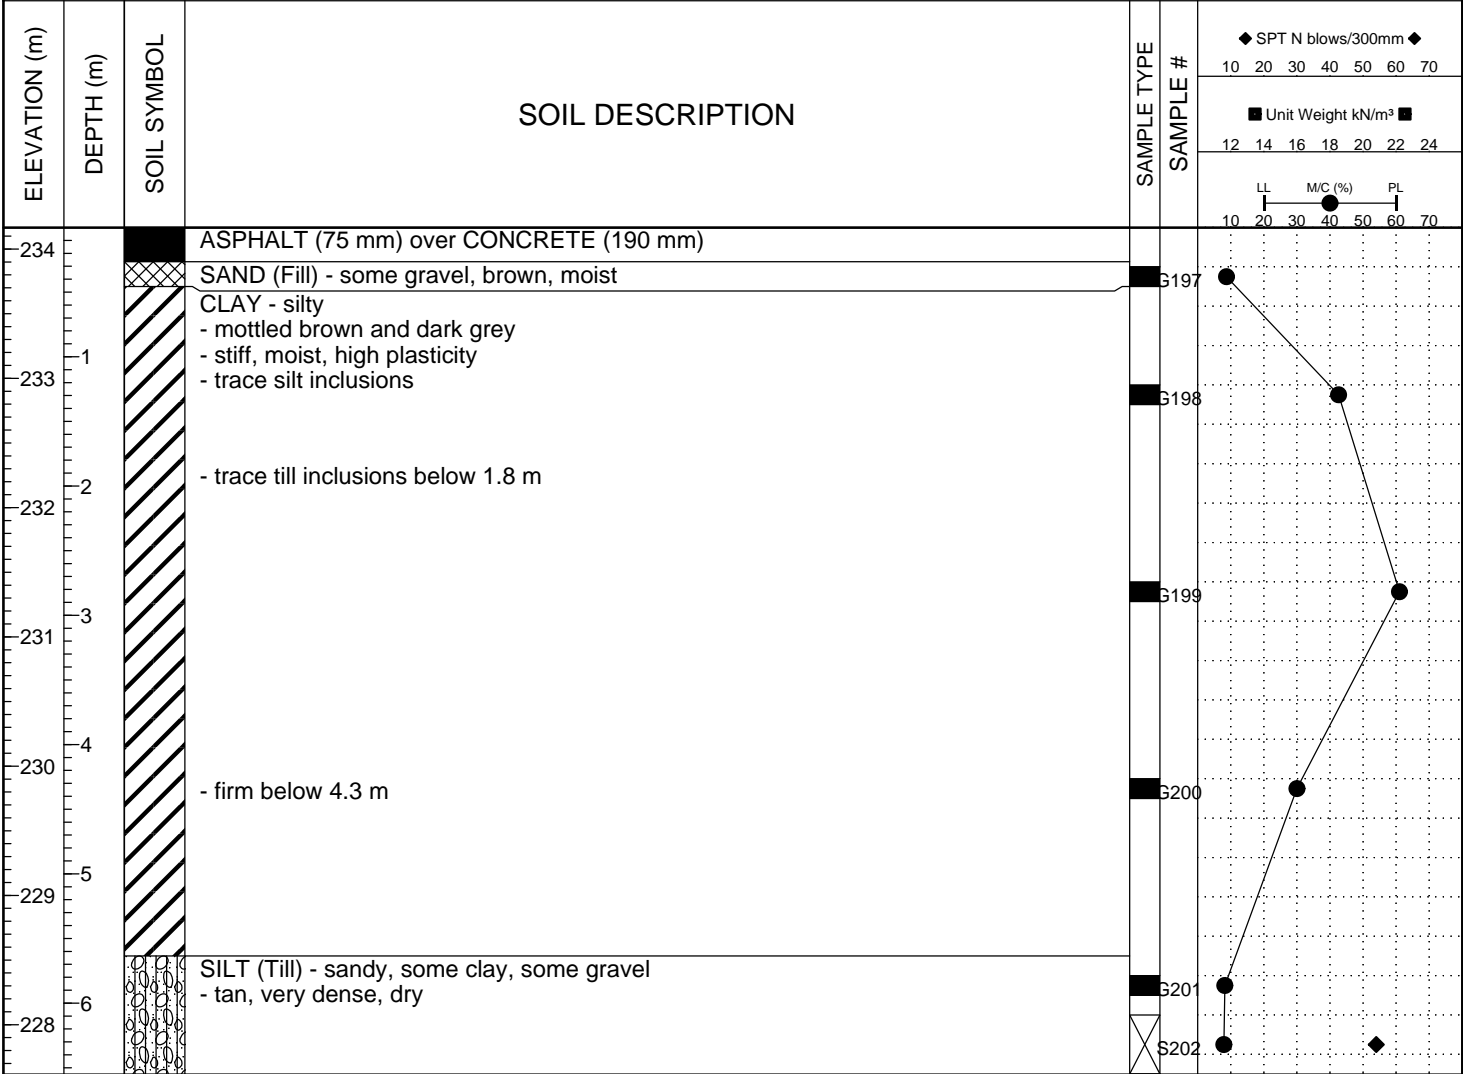 ELEVATION (m)
DEPTH (m)
SOIL SYMBOL
SOIL DESCRIPTION
SAMPLE TYPE
SAMPLE #
◆ SPT N blows/300mm ◆
10 20 30 40 50 60 70
■ Unit Weight kN/m³ ■
12 14 16 18 20 22 24
LL M/C (%) PL
10 20 30 40 50 60 70
234
ASPHALT (75 mm) over CONCRETE (190 mm)
SAND (Fill) - some gravel, brown, moist
G197
CLAY - silty
- mottled brown and dark grey
1
- stiff, moist, high plasticity
233
- trace silt inclusions
G198
- trace till inclusions below 1.8 m
2
232
G199
3
231
4
230
- firm below 4.3 m
G200
5
229
SILT (Till) - sandy, some clay, some gravel
G201
- tan, very dense, dry
6
228
S202